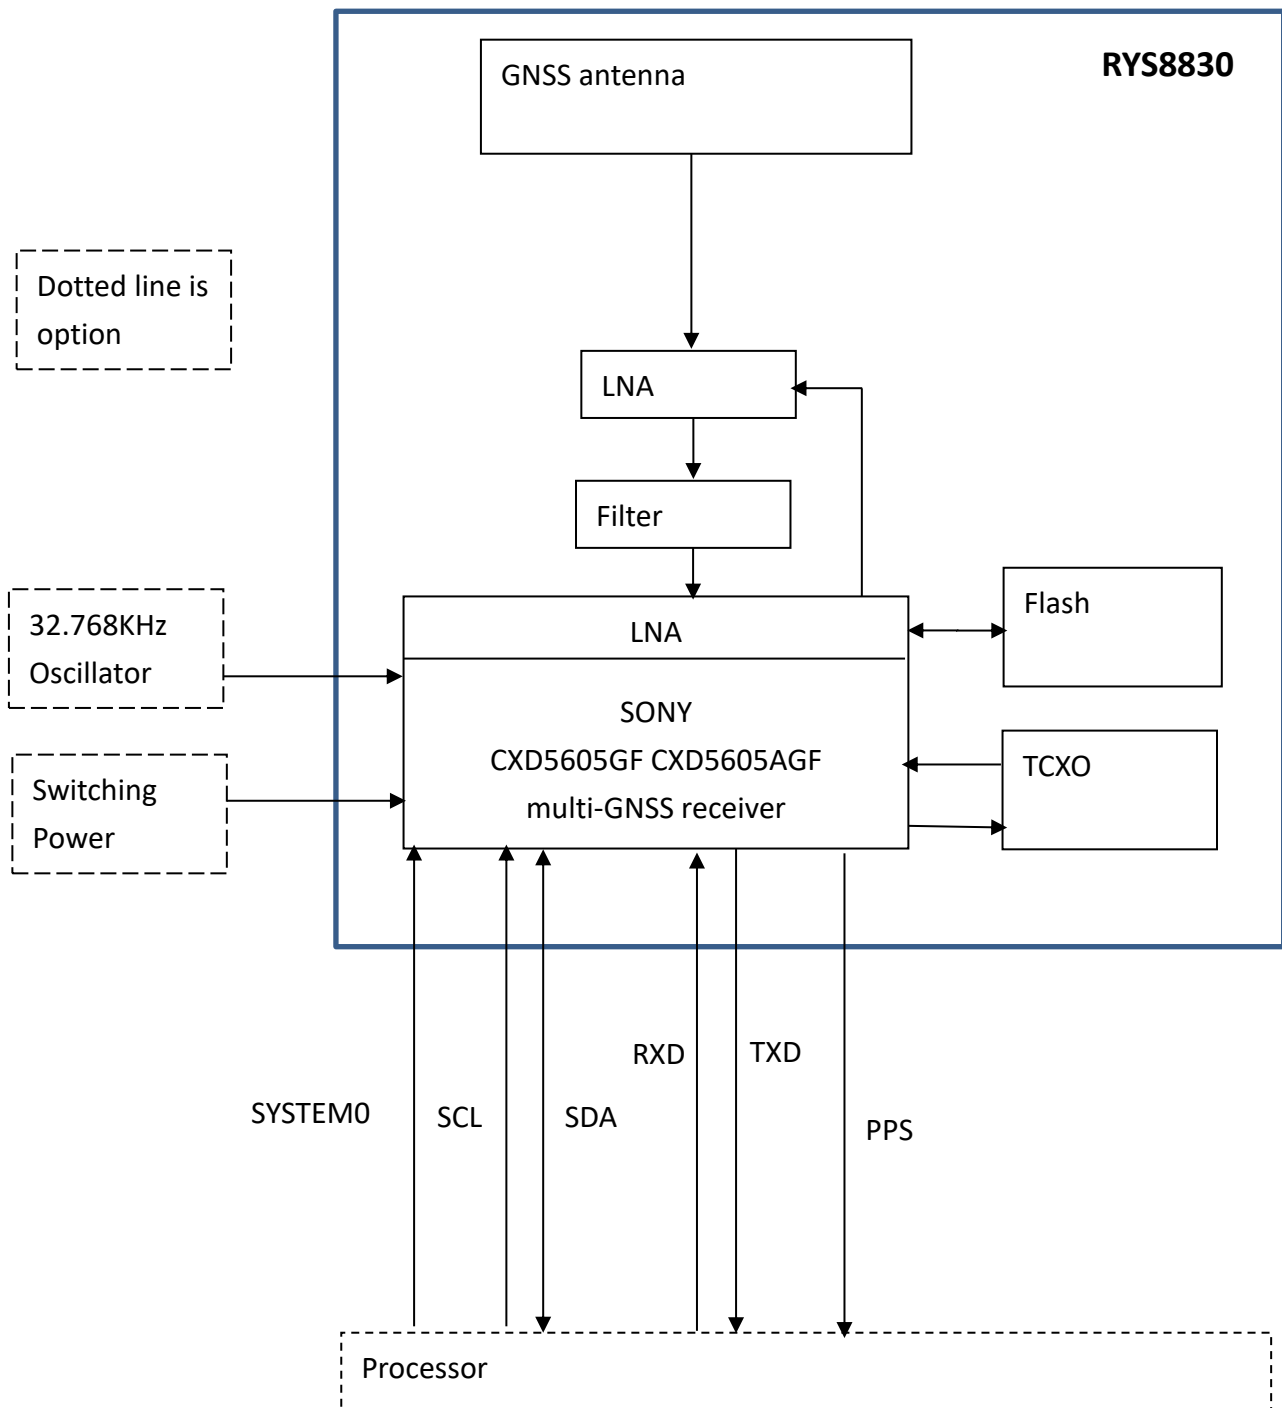 RYS8830
GNSS antenna
Dotted line is
option
LNA
Filter
32.768KHz
Oscillator
LNA
Flash
SONY
CXD5605GF CXD5605AGF
multi-GNSS receiver
TCXO
Switching
Power
RXD
TXD
SYSTEM0
SCL
SDA
PPS
Processor